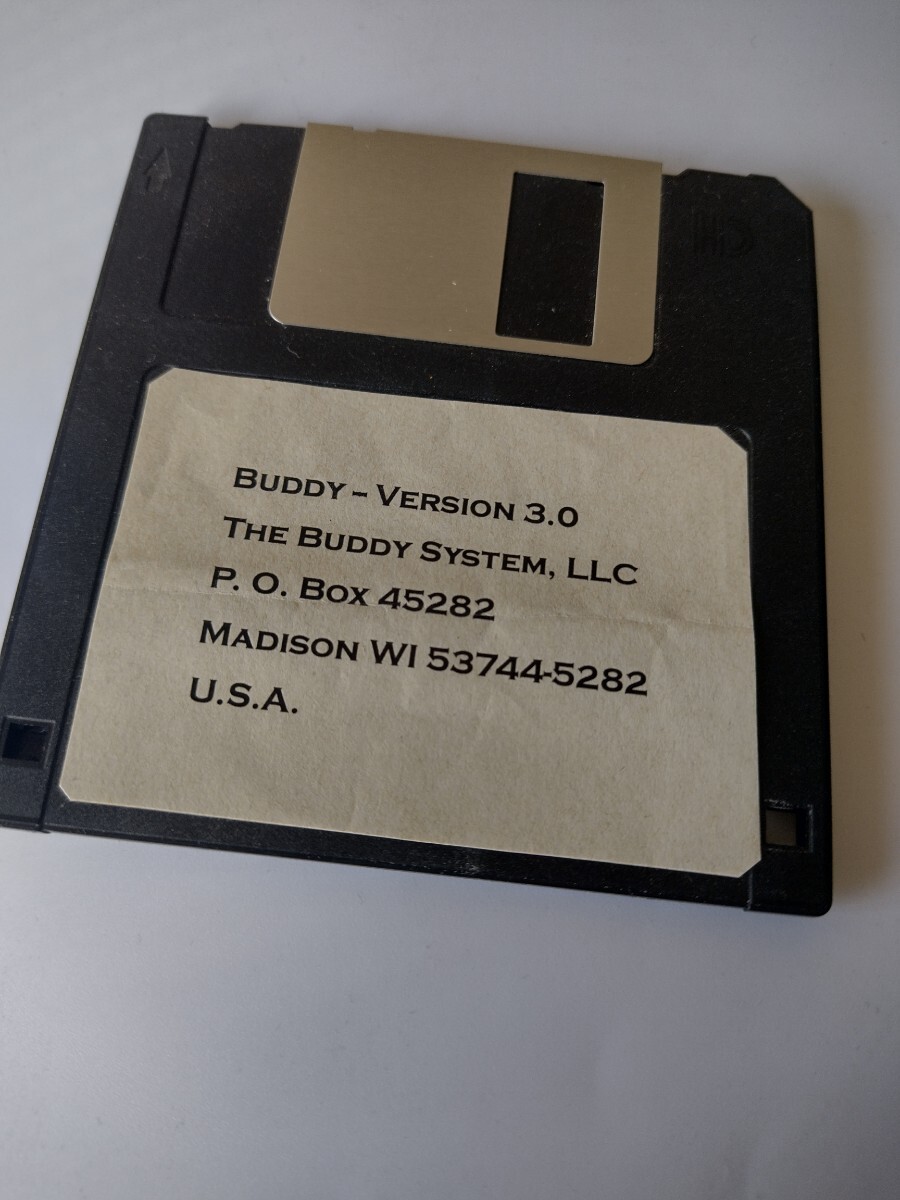 HD
BUDDY – VERSION 3.0
THE BUDDY SYSTEM, LLC
P. O. BOX 45282
MADISON WI 53744-5282
U.S.A.